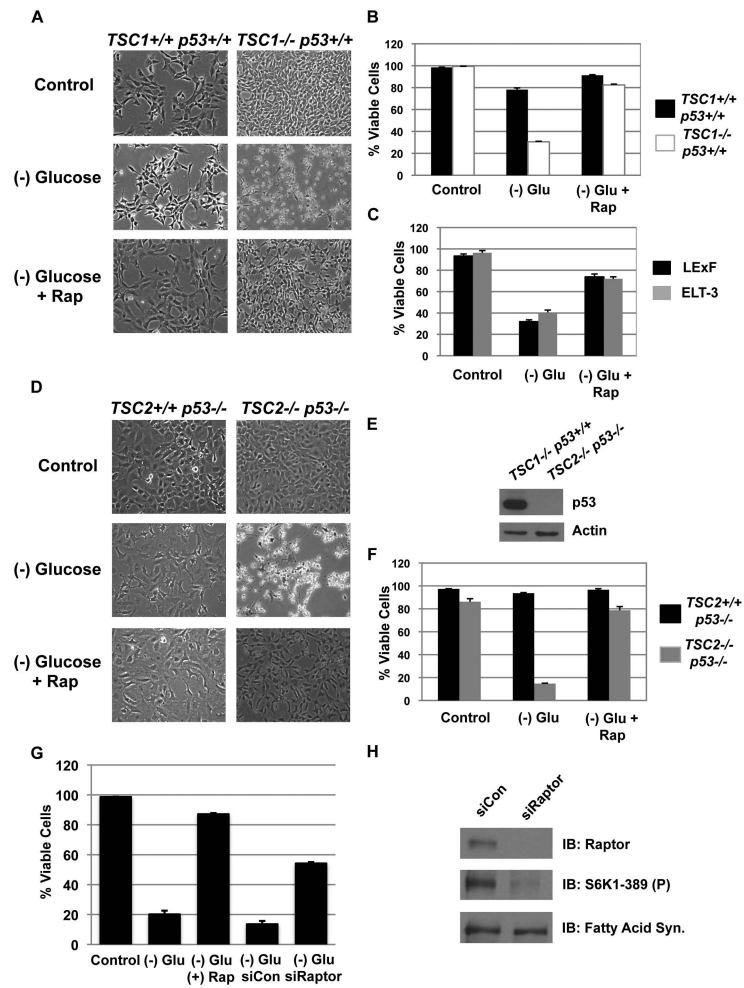 A
TSC1+/+ p53+/+ TSC1-/- p53+/+
Control
(-) Glucose
(-) Glucose
+ Rap
B
% Viable Cells
120
100
80
60
40
20
0
Control (-) Glu (-) Glu +
Rap
TSC1+/+
p53+/+
TSC1-/-
p53+/+
C
% Viable Cells
120
100
80
60
40
20
0
Control (-) Glu (-) Glu +
Rap
LExF
ELT-3
D
TSC2+/+ p53-/- TSC2-/- p53-/-
Control
(-) Glucose
(-) Glucose
+ Rap
E
TSC1-/- p53+/+
TSC2-/- p53-/-
p53
Actin
F
% Viable Cells
120
100
80
60
40
20
0
Control (-) Glu (-) Glu +
Rap
TSC2+/+
p53-/-
TSC2-/-
p53-/-
G
% Viable Cells
120
100
80
60
40
20
0
Control (-) Glu (-) Glu (-) Glu (-) Glu
(+) Rap siCon siRaptor
H
siCon
siRaptor
IB: Raptor
IB: S6K1-389 (P)
IB: Fatty Acid Syn.